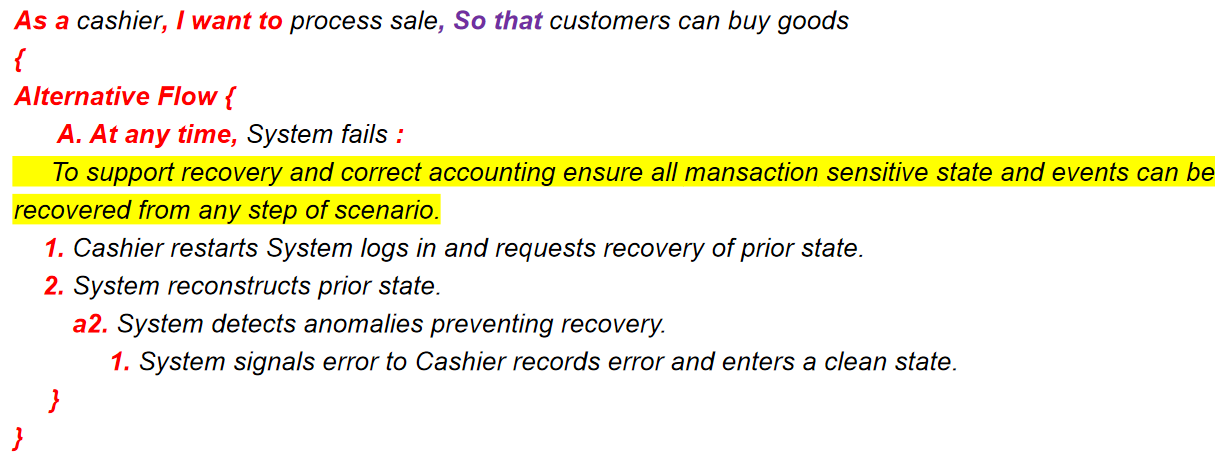 As a cashier, I want to process sale, So that customers can buy goods
{
Alternative Flow {
A. At any time, System fails :
To support recovery and correct accounting ensure all mansaction sensitive state and events can be
recovered from any step of scenario.
1. Cashier restarts System logs in and requests recovery of prior state.
2. System reconstructs prior state.
a2. System detects anomalies preventing recovery.
1. System signals error to Cashier records error and enters a clean state.
}
}